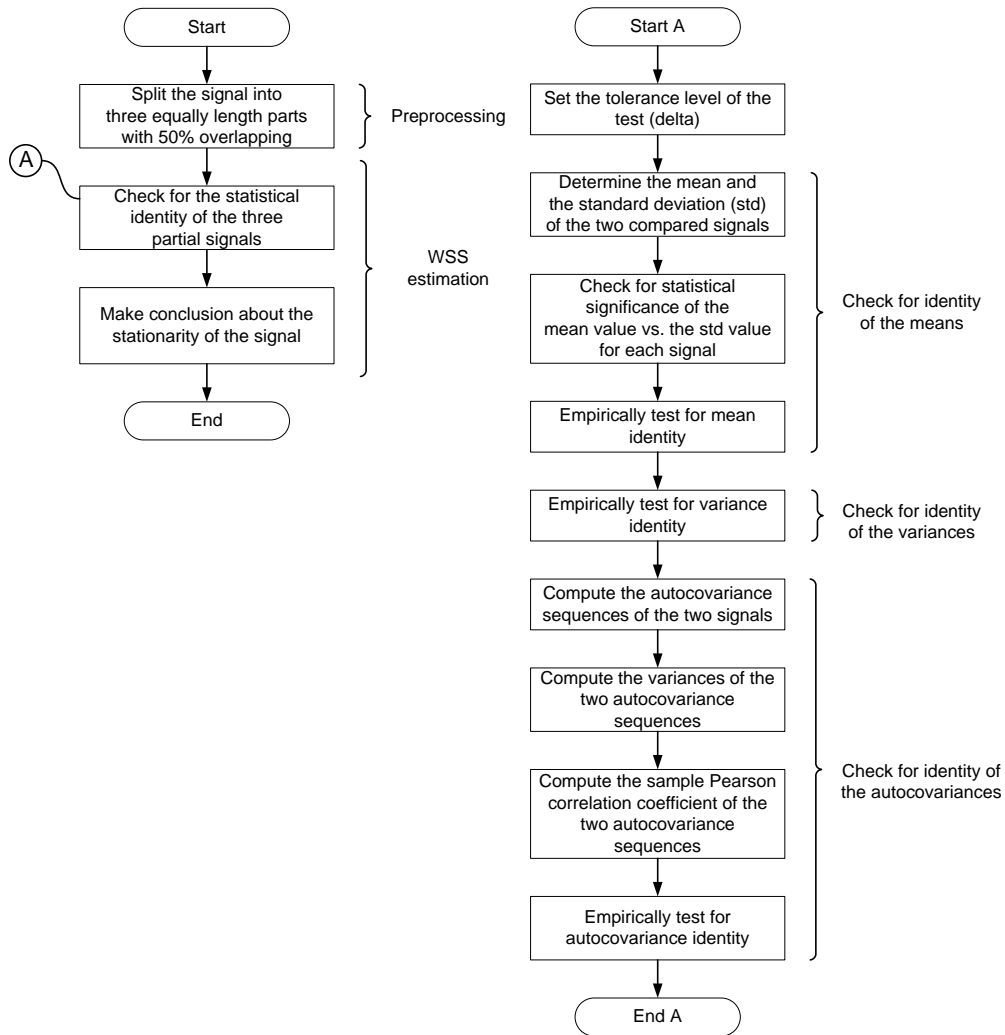 Start
Split the signal into
three equally length parts
with 50% overlapping
Preprocessing
A
Check for the statistical
identity of the three
partial signals
WSS
estimation
Make conclusion about the
stationarity of the signal
End
Start A
Set the tolerance level of the
test (delta)
Determine the mean and
the standard deviation (std)
of the two compared signals
Check for statistical
significance of the
mean value vs. the std value
for each signal
Check for identity
of the means
Empirically test for mean
identity
Empirically test for variance
identity
Check for identity
of the variances
Compute the autocovariance
sequences of the two signals
Compute the variances of the
two autocovariance
sequences
Compute the sample Pearson
correlation coefficient of the
two autocovariance
sequences
Check for identity of
the autocovariances
Empirically test for
autocovariance identity
End A